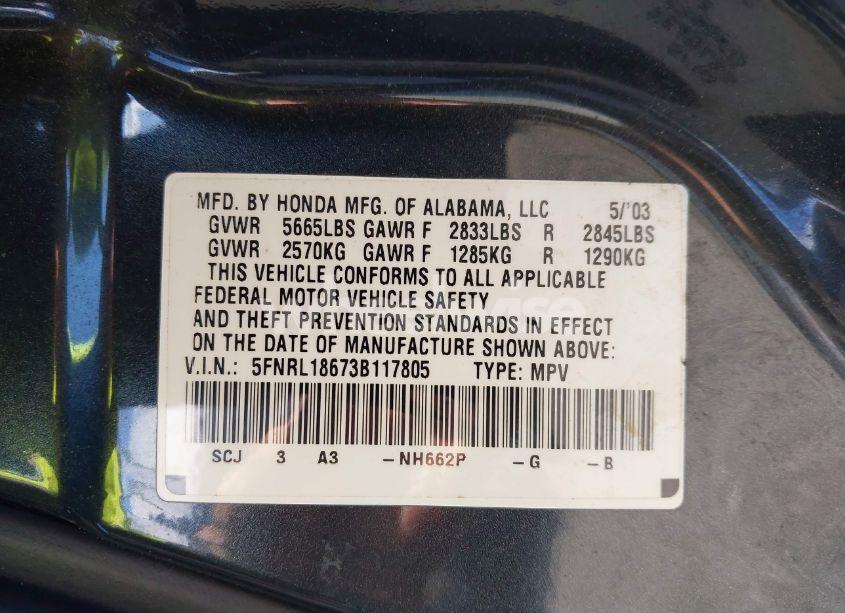 MFD. BY HONDA MFG. OF ALABAMA, LLC 5/'03
GVWR 5665LBS GAWR F 2833LBS R 2845LBS
GVWR 2570KG GAWR F 1285KG R 1290KG
THIS VEHICLE CONFORMS TO ALL APPLICABLE
FEDERAL MOTOR VEHICLE SAFETY
AND THEFT PREVENTION STANDARDS IN EFFECT
ON THE DATE OF MANUFACTURE SHOWN ABOVE:
V.I.N.: 5FNRL18673B117805 TYPE: MPV
SCJ 3 A3 -NH662P -G -B